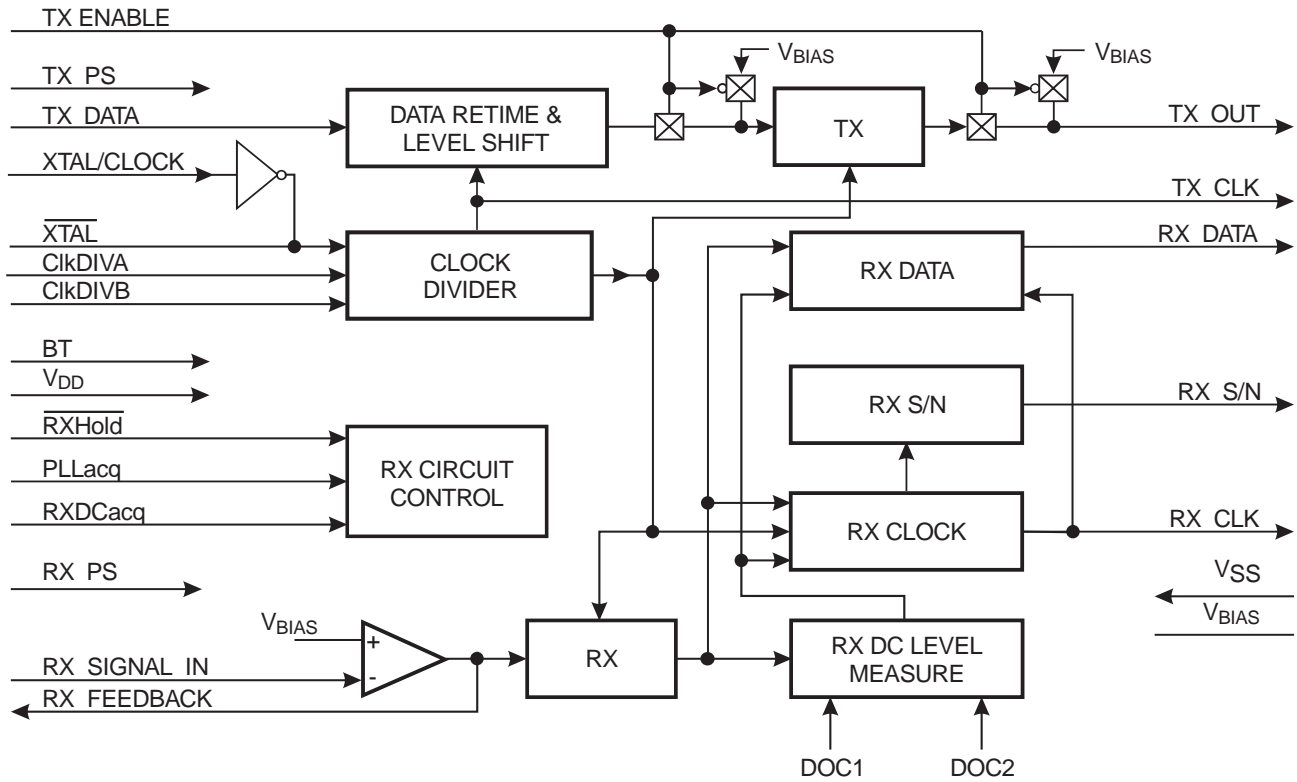 TX ENABLE
VBIAS
VBIAS
TX PS
TX DATA
DATA RETIME &
LEVEL SHIFT
TX
TX OUT
XTAL/CLOCK
TX CLK
XTAL
ClkDIVA
ClkDIVB
CLOCK
DIVIDER
RX DATA
RX DATA
BT
VDD
RX S/N
RX S/N
RXHold
PLLacq
RXDCacq
RX CIRCUIT
CONTROL
RX CLOCK
RX CLK
RX PS
VSS
VBIAS
VBIAS
+
-
RX SIGNAL IN
RX FEEDBACK
RX
RX DC LEVEL
MEASURE
DOC1
DOC2